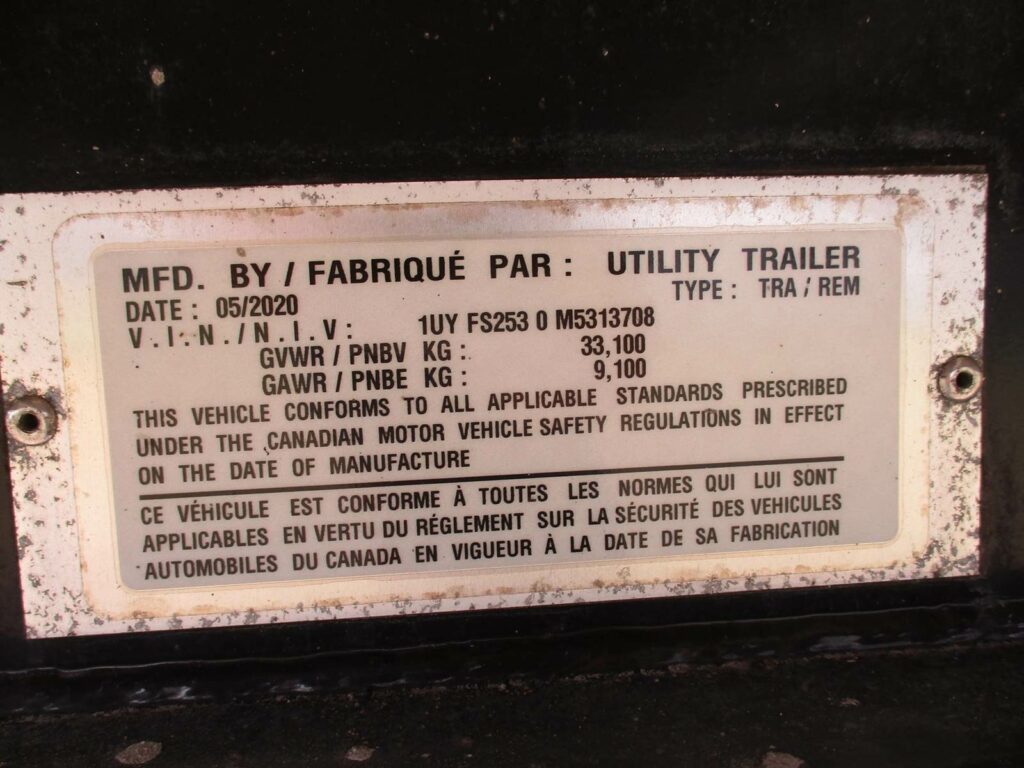 MFD. BY / FABRIQUÉ PAR : UTILITY TRAILER
DATE : 05/2020 TYPE : TRA / REM
V.I.N./N.I.V: 1UY FS253 0 M5313708
GVWR / PNBV KG : 33,100
GAWR / PNBE KG : 9,100
THIS VEHICLE CONFORMS TO ALL APPLICABLE STANDARDS PRESCRIBED
UNDER THE CANADIAN MOTOR VEHICLE SAFETY REGULATIONS IN EFFECT
ON THE DATE OF MANUFACTURE
CE VÉHICULE EST CONFORME À TOUTES LES NORMES QUI LUI SONT
APPLICABLES EN VERTU DU RÉGLEMENT SUR LA SÉCURITÉ DES VEHICULES
AUTOMOBILES DU CANADA EN VIGUEUR À LA DATE DE SA FABRICATION